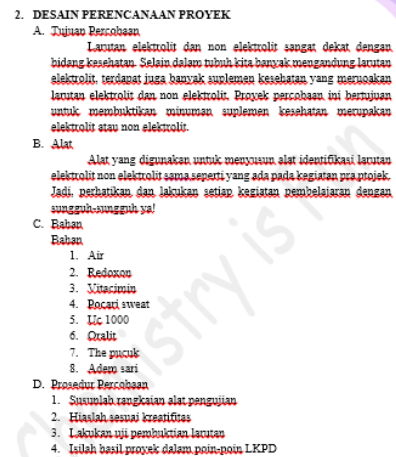 2. DESAIN PERENCANAAN PROYEK
A. Tujuan Percobaan
Larutan elektrolit dan non elektrolit sangat dekat dengan
bidang kesehatan. Selain dalam tubuh kita banyak mengandung larutan
elektrolit, terdapat juga banyak suplemen kesehatan yang merupakan
larutan elektrolit dan non elektrolit. Proyek percobaan ini bertujuan
untuk membuktikan minuman suplemen kesehatan merupakan
elektrolit atau non elektrolit.
B. Alat
Alat yang digunakan untuk menyusun alat identifikasi larutan
elektrolit non elektrolit sama seperti yang ada pada kegiatan pra ptojek.
Jadi, perhatikan dan lakukan setiap kegiatan pembelajaran dengan
sungguh-sungguh ya!
C. Bahan
Bahan
1. Air
2. Redoxon
3. Vitacimin
4. Pocari sweat
5. Uc 1000
6. Oralit
7. The pucuk
8. Adem sari
D. Prosedur Percobaan
1. Susunlah rangkaian alat pengujian
2. Hiaslah sesuai kreatifitas
3. Lakukan uji pembuktian larutan
4. Isilah hasil proyek dalam poin-poin LKPD
chemistry is fun